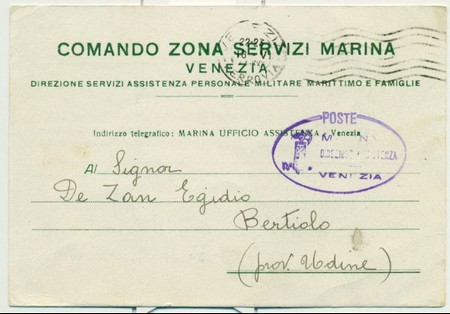 COMANDO ZONA SERVIZI MARINA
VENEZIA
DIREZIONE SERVIZI ASSISTENZA PERSONALE MILITARE MARITTIMO E FAMIGLIE
Indirizzo telegrafico: MARINA UFFICIO ASSISTENZA - Venezia
POSTE
VENEZIA
Al Signor
De Zan Egidio
Bertiolo
(prov. Udine)